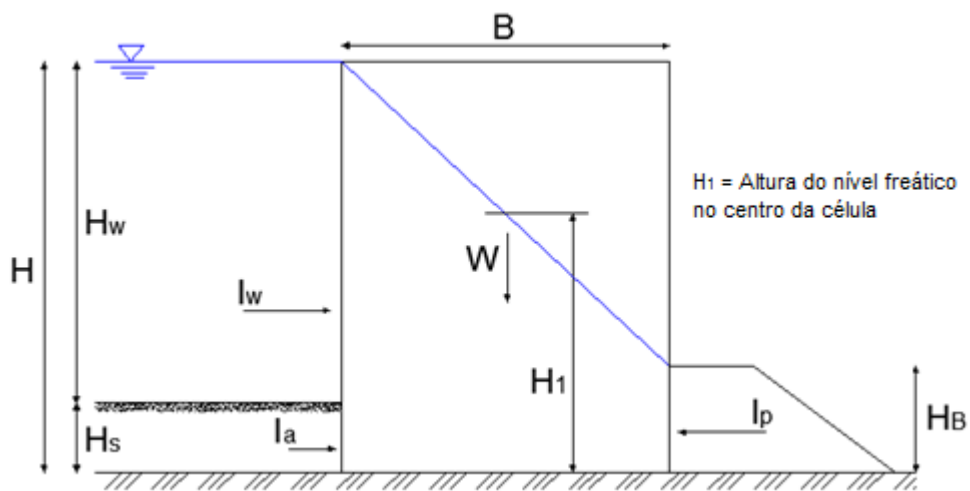 B
H₁ = Altura do nível freático
no centro da célula
Hw
H
W
Iw
H₁
HB
Hs
Ia
Ip